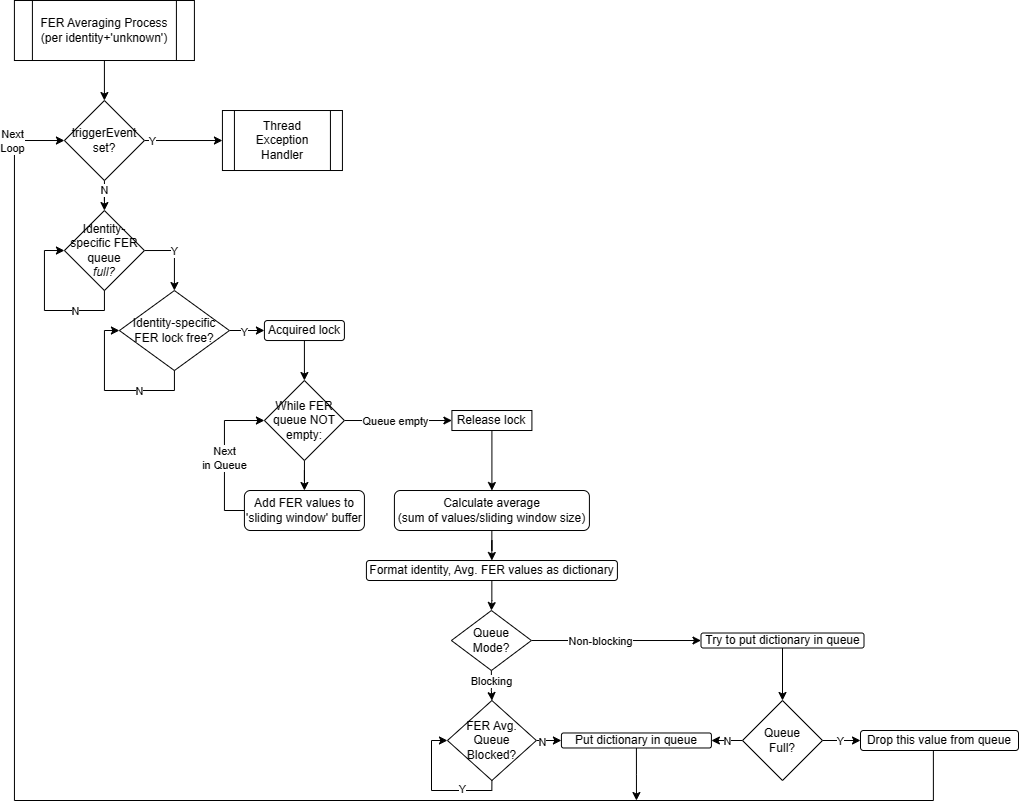 FER Averaging Process
(per identity+'unknown')
triggerEvent
set?
Next
Loop
Y
Thread
Exception
Handler
N
Identity-
specific FER
queue
full?
Y
N
Identity-specific
FER lock free?
Y
Acquired lock
N
While FER
queue NOT
empty:
Queue empty
Release lock
Next
in Queue
Add FER values to
'sliding window' buffer
Calculate average
(sum of values/sliding window size)
Format identity, Avg. FER values as dictionary
Queue
Mode?
Non-blocking
Try to put dictionary in queue
Blocking
FER Avg.
Queue
Blocked?
N
Put dictionary in queue
N
Queue
Full?
Y
Drop this value from queue
Y